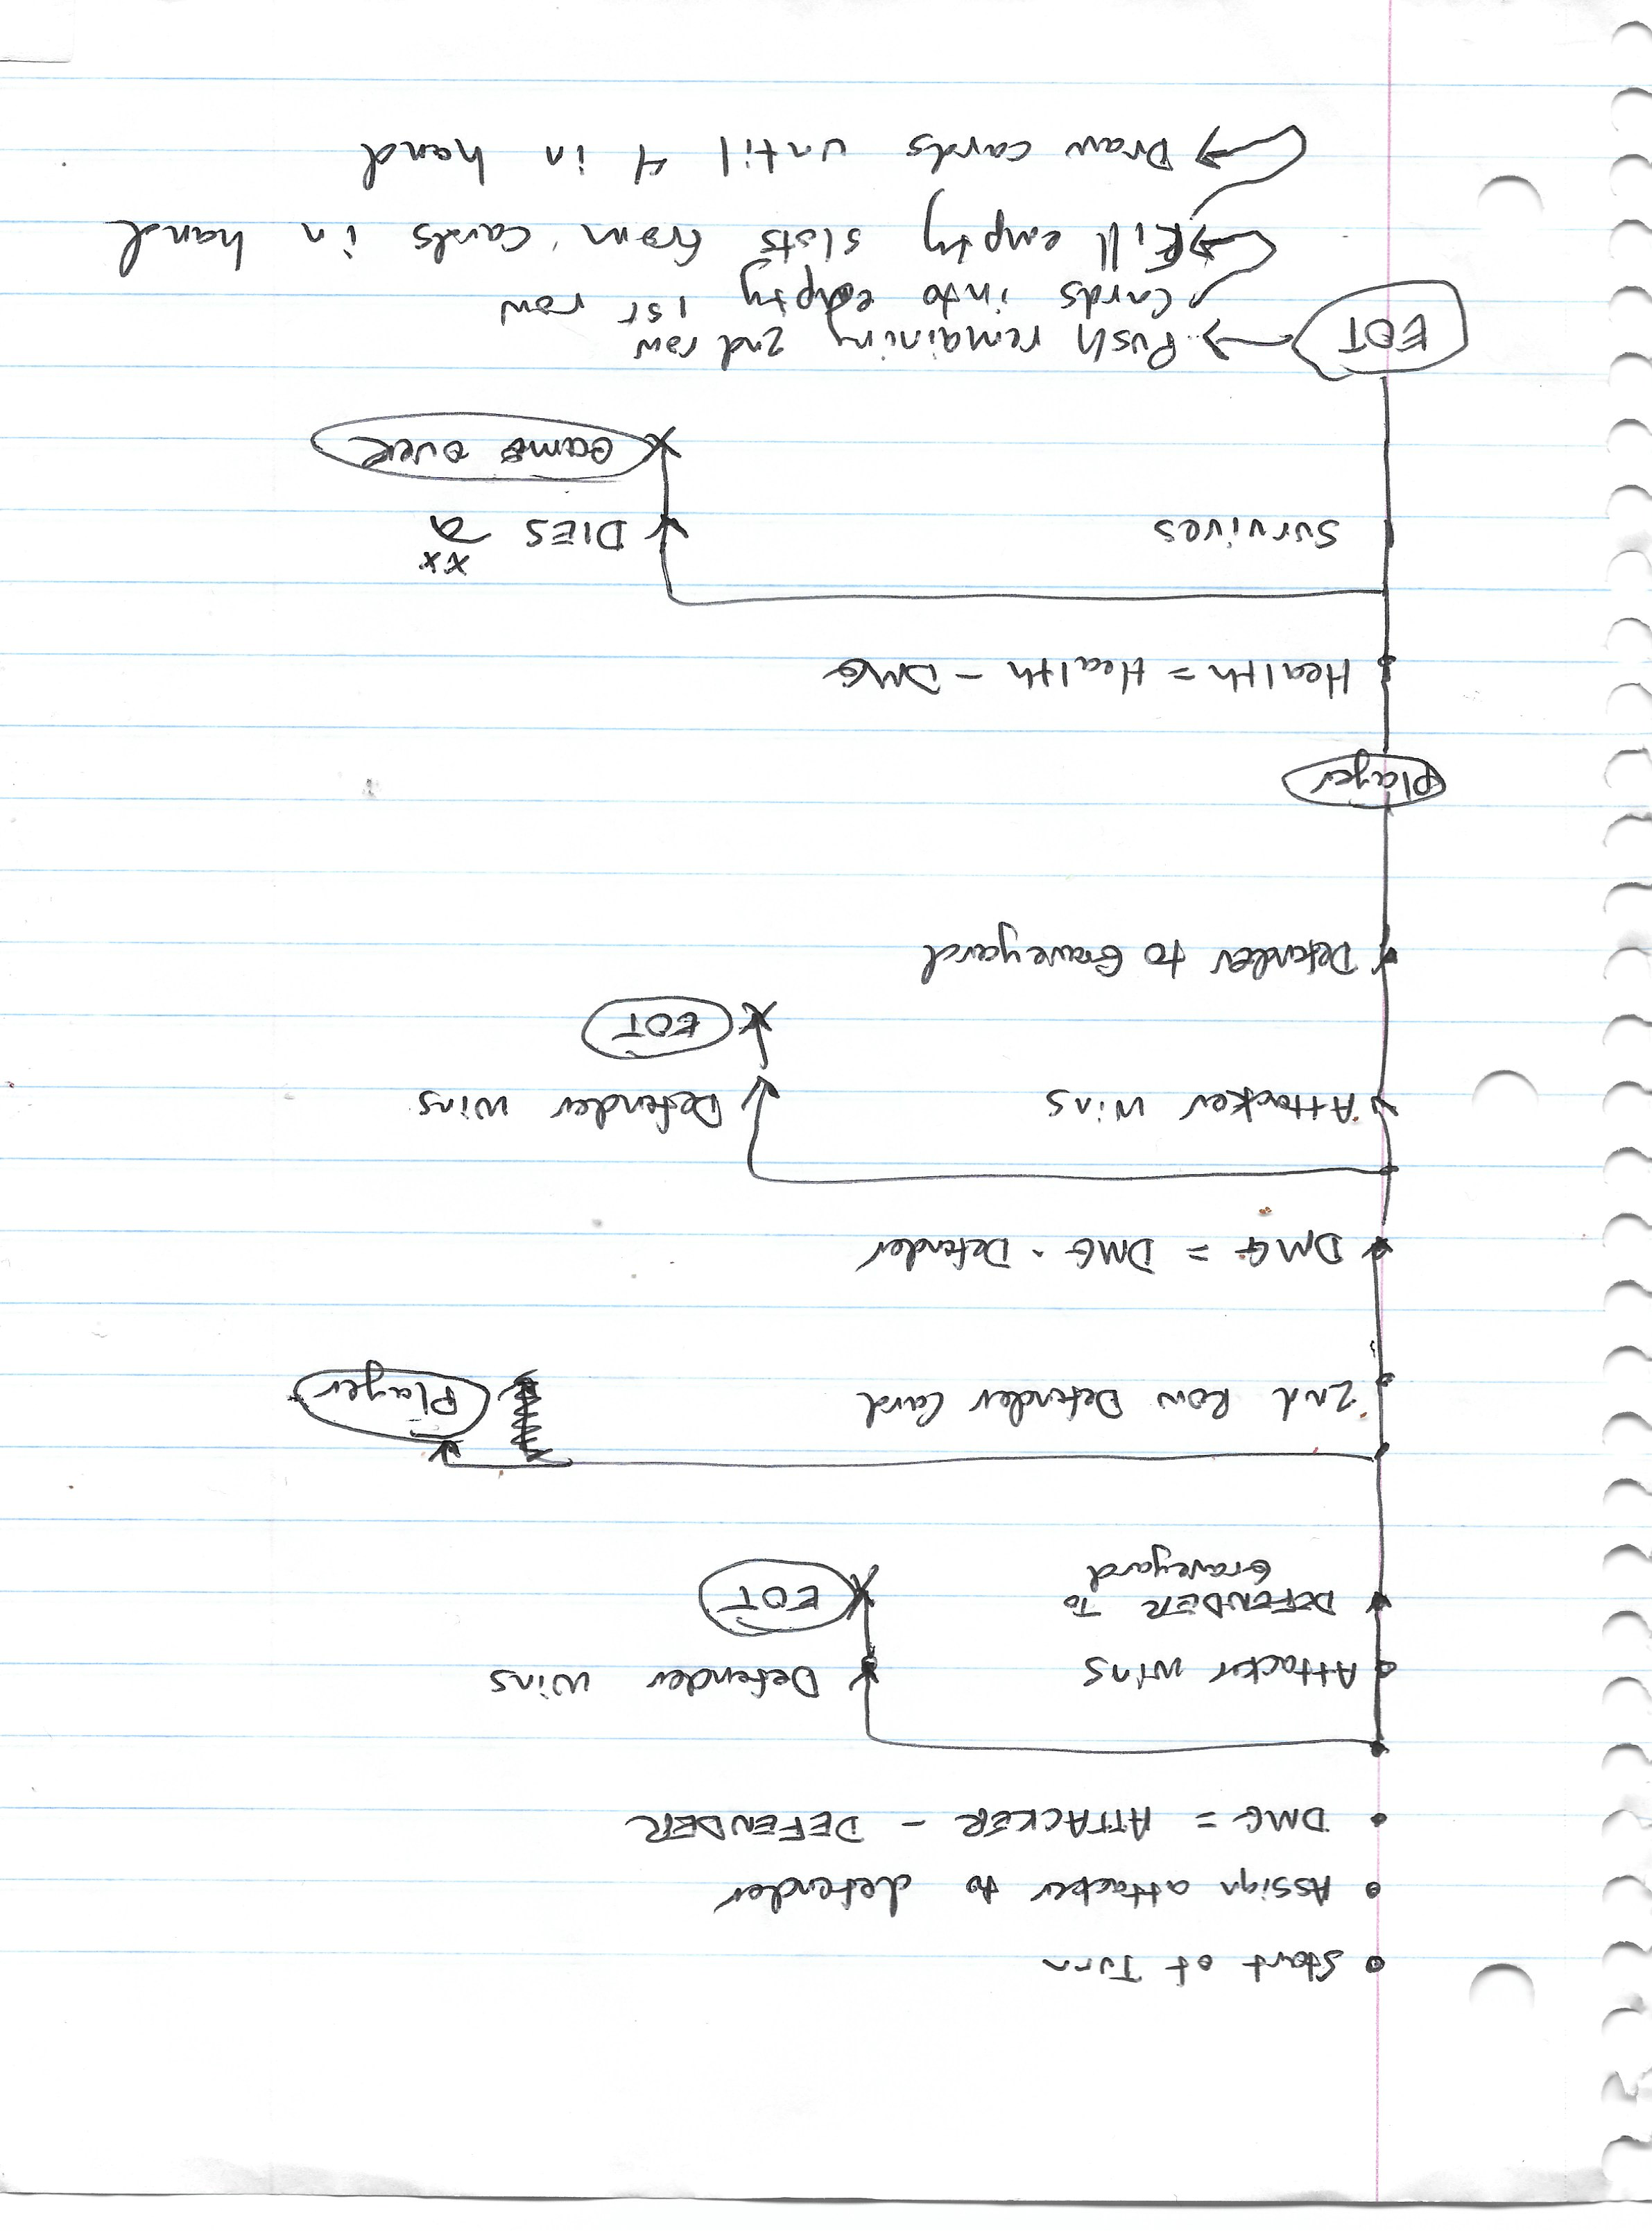 Start of Turn
Assign attacker to defender
DMG = ATTACKER - DEFENDER
Attacker wins Defender wins
DEFENDER TO EOT
Graveyard
2nd Row Defender Card Player
DMG = DMG - Defender
Attacker wins Defender wins
EOT
Defender to Graveyard
Player
Health = Health - DMG
Survives DIES
Game over
EOT Push remaining 2nd row
cards into empty 1st row
Fill empty slots from cards in hand
Draw cards until 4 in hand